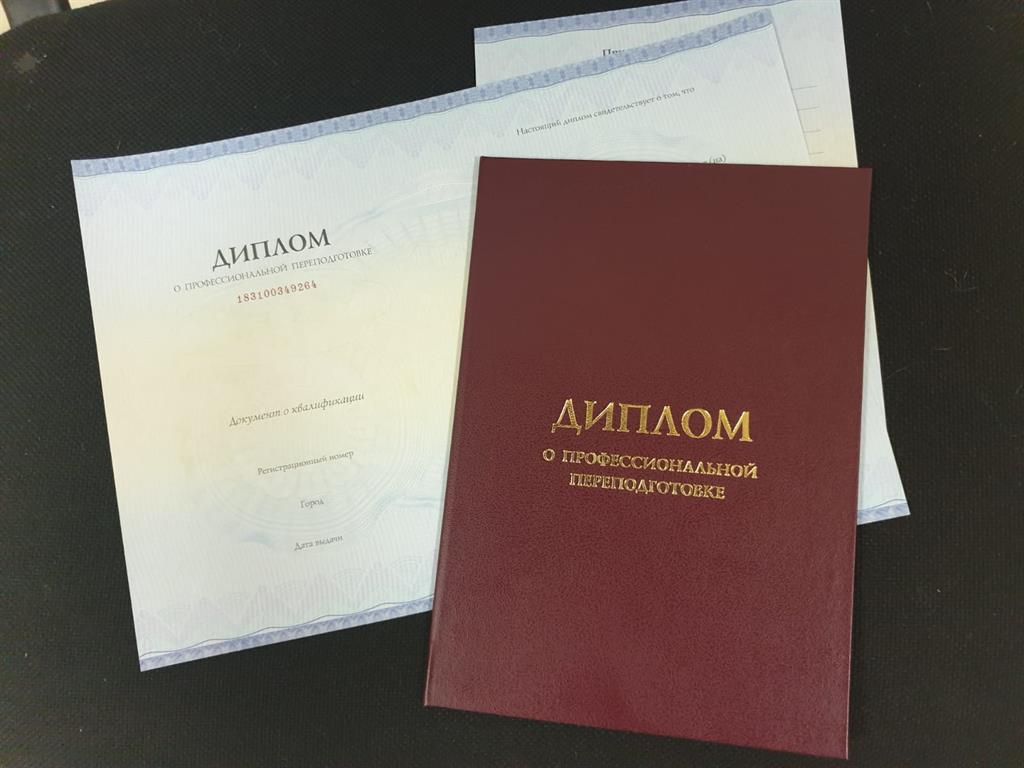 ДИПЛОМ
О ПРОФЕССИОНАЛЬНОЙ ПЕРЕПОДГОТОВКЕ
183100349264
Документ о квалификации
Регистрационный номер
Город
Дата выдачи
Настоящий диплом свидетельствует о том, что
(на)
ДИПЛОМ
О ПРОФЕССИОНАЛЬНОЙ
ПЕРЕПОДГОТОВКЕ